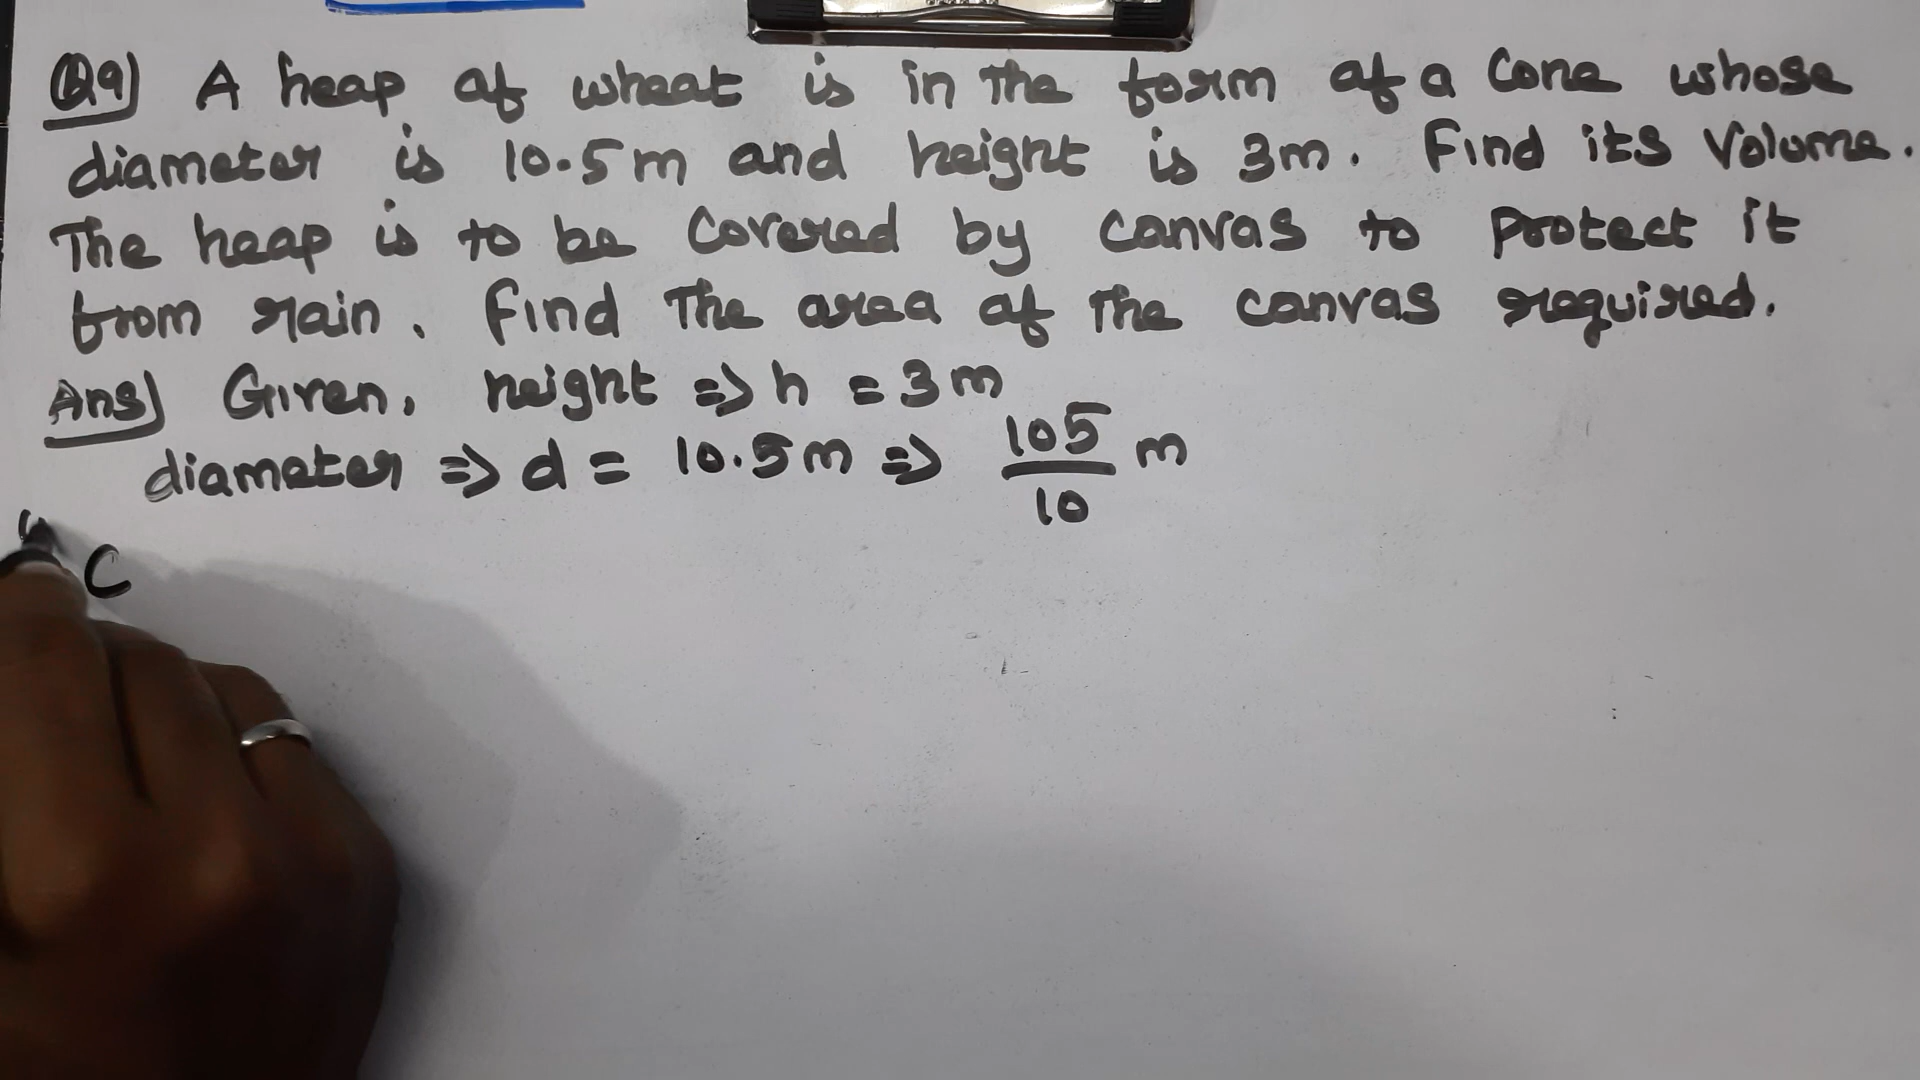 Q9) A heap of wheat is in the form of a cone whose
diameter is 10.5m and height is 3m. Find its Volume.
The heap is to be covered by canvas to protect it
from rain. Find the area of the canvas required.
Ans) Given, height => h = 3m
diameter => d = 10.5m => 105/10 m
C